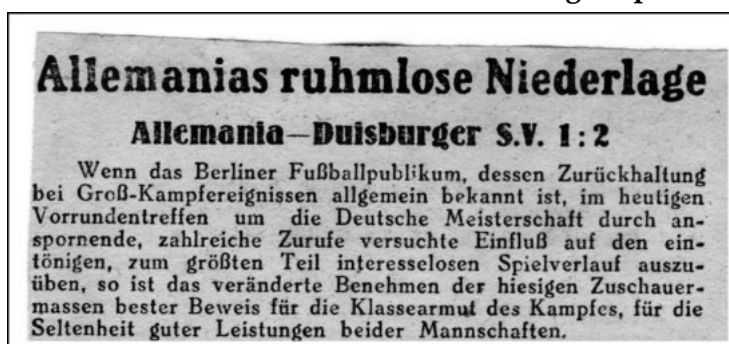 Allemanias ruhmlose Niederlage
Allemania—Duisburger S.V. 1:2
Wenn das Berliner Fußballpublikum, dessen Zurückhaltung
bei Groß-Kampfereignissen allgemein bekannt ist, im heutigen
Vorrundentreffen um die Deutsche Meisterschaft durch an-
spornende, zahlreiche Zurufe versuchte Einfluß auf den ein-
tönigen, zum größten Teil interesselosen Spielverlauf auszu-
üben, so ist das veränderte Benehmen der hiesigen Zuschauer-
massen bester Beweis für die Klassearmut des Kampfes, für die
Seltenheit guter Leistungen beider Mannschaften.